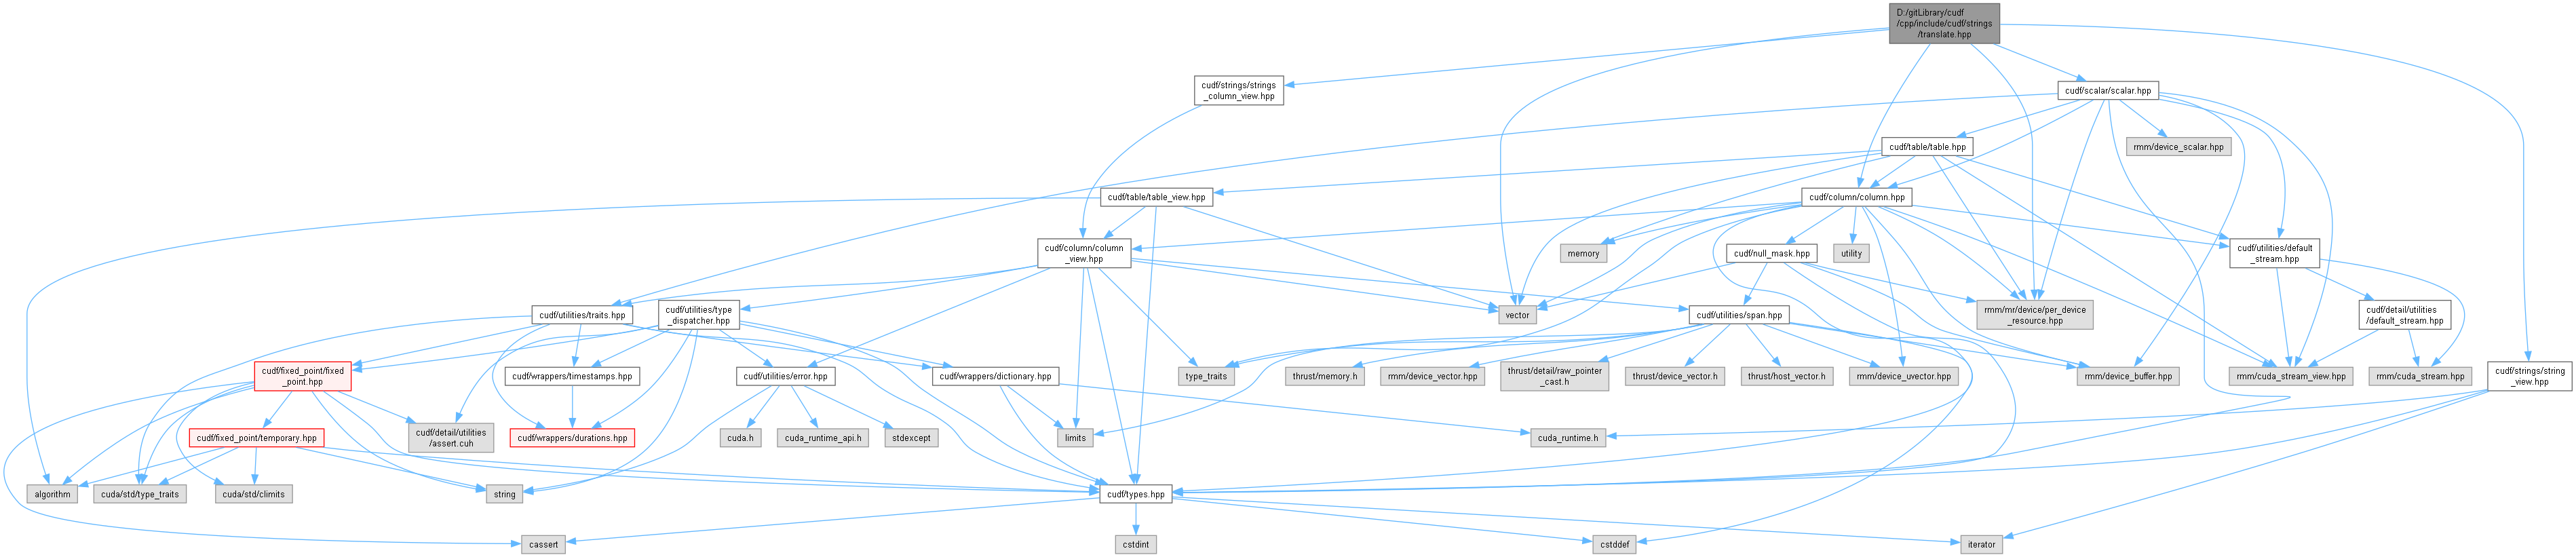 D:/gitLibrary/cudf
/cpp/include/cudf/strings
/translate.hpp
cudf/strings/strings
_column_view.hpp
cudf/scalar/scalar.hpp
cudf/table/table.hpp
rmm/device_scalar.hpp
cudf/table/table_view.hpp
cudf/column/column.hpp
cudf/column/column
_view.hpp
memory
cudf/null_mask.hpp
utility
cudf/utilities/default
_stream.hpp
cudf/utilities/traits.hpp
cudf/utilities/type
_dispatcher.hpp
vector
cudf/utilities/span.hpp
rmm/mr/device/per_device
_resource.hpp
cudf/detail/utilities
/default_stream.hpp
cudf/fixed_point/fixed
_point.hpp
cudf/wrappers/timestamps.hpp
cudf/utilities/error.hpp
cudf/wrappers/dictionary.hpp
type_traits
thrust/memory.h
rmm/device_vector.hpp
thrust/detail/raw_pointer
_cast.h
thrust/device_vector.h
thrust/host_vector.h
rmm/device_uvector.hpp
rmm/device_buffer.hpp
rmm/cuda_stream_view.hpp
rmm/cuda_stream.hpp
cudf/strings/string
_view.hpp
cudf/fixed_point/temporary.hpp
cudf/detail/utilities
/assert.cuh
cudf/wrappers/durations.hpp
cuda.h
cuda_runtime_api.h
stdexcept
limits
cuda_runtime.h
algorithm
cuda/std/type_traits
cuda/std/climits
string
cudf/types.hpp
cassert
cstdint
cstddef
iterator